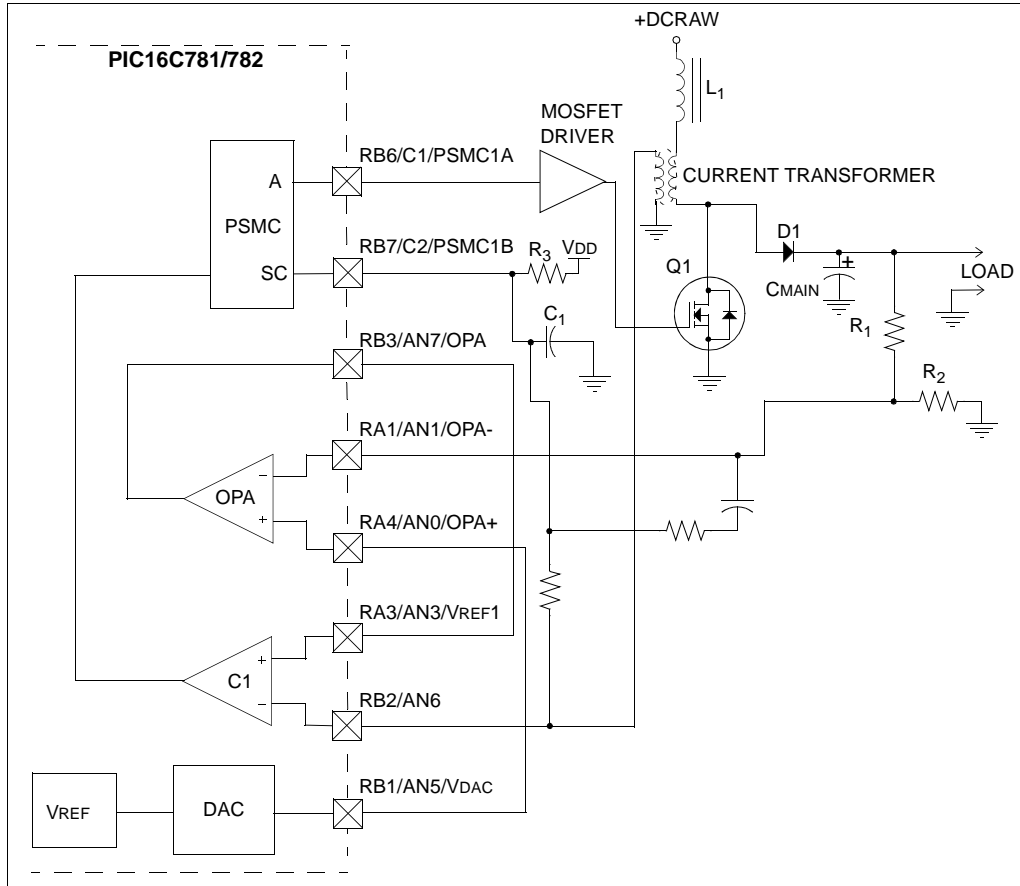 +DCRAW
PIC16C781/782
L1
MOSFET
DRIVER
RB6/C1/PSMC1A
A
CURRENT TRANSFORMER
PSMC
RB7/C2/PSMC1B
R3
VDD
D1
SC
Q1
CMAIN
LOAD
C1
R1
RB3/AN7/OPA
R2
RA1/AN1/OPA-
−
OPA
+
RA4/AN0/OPA+
RA3/AN3/VREF1
+
C1
−
RB2/AN6
RB1/AN5/VDAC
VREF
DAC